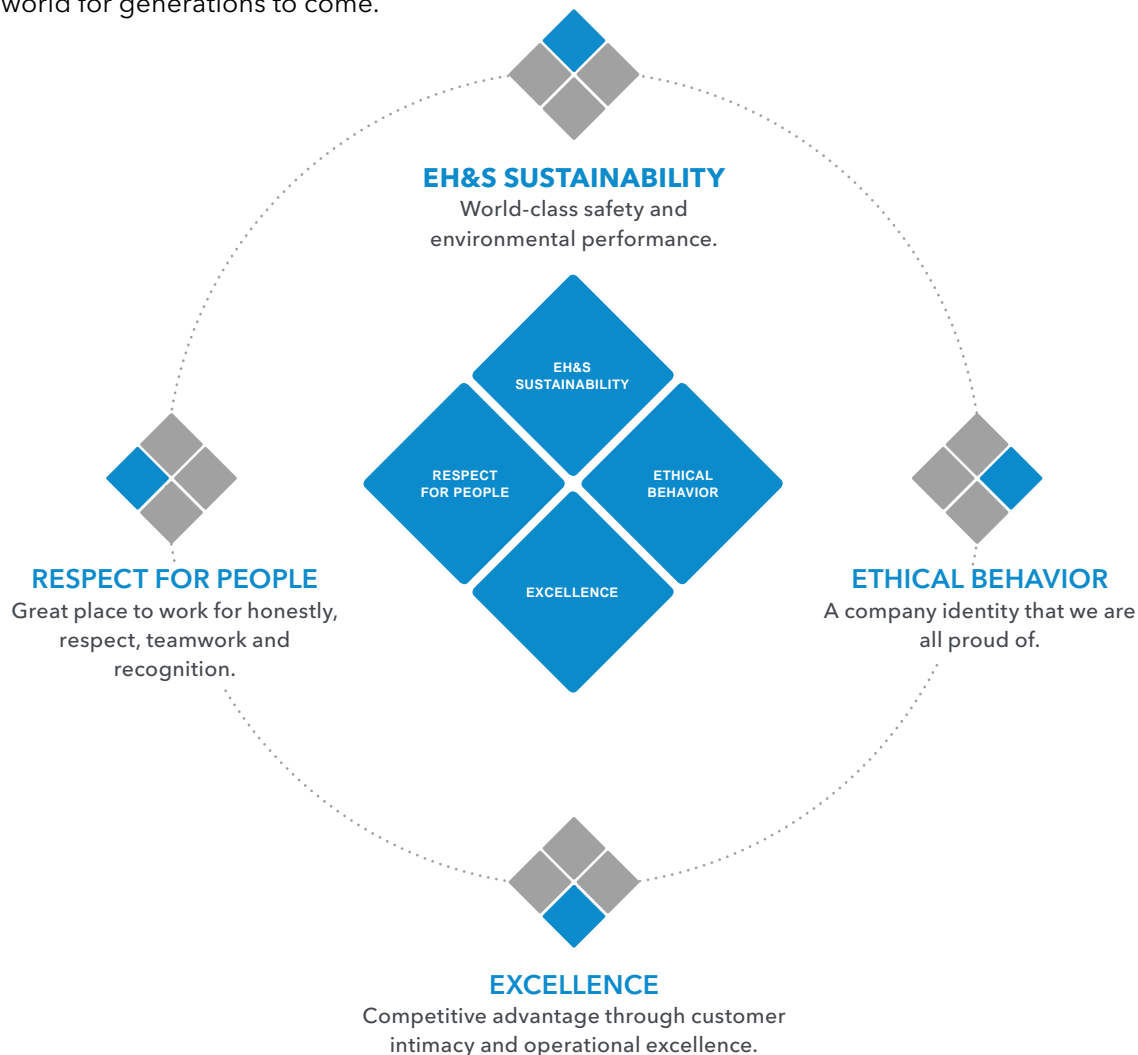 world for generations to come.
EH&S SUSTAINABILITY
World-class safety and
environmental performance.
EH&S
SUSTAINABILITY
RESPECT
FOR PEOPLE
ETHICAL
BEHAVIOR
EXCELLENCE
RESPECT FOR PEOPLE
Great place to work for honestly,
respect, teamwork and
recognition.
ETHICAL BEHAVIOR
A company identity that we are
all proud of.
EXCELLENCE
Competitive advantage through customer
intimacy and operational excellence.